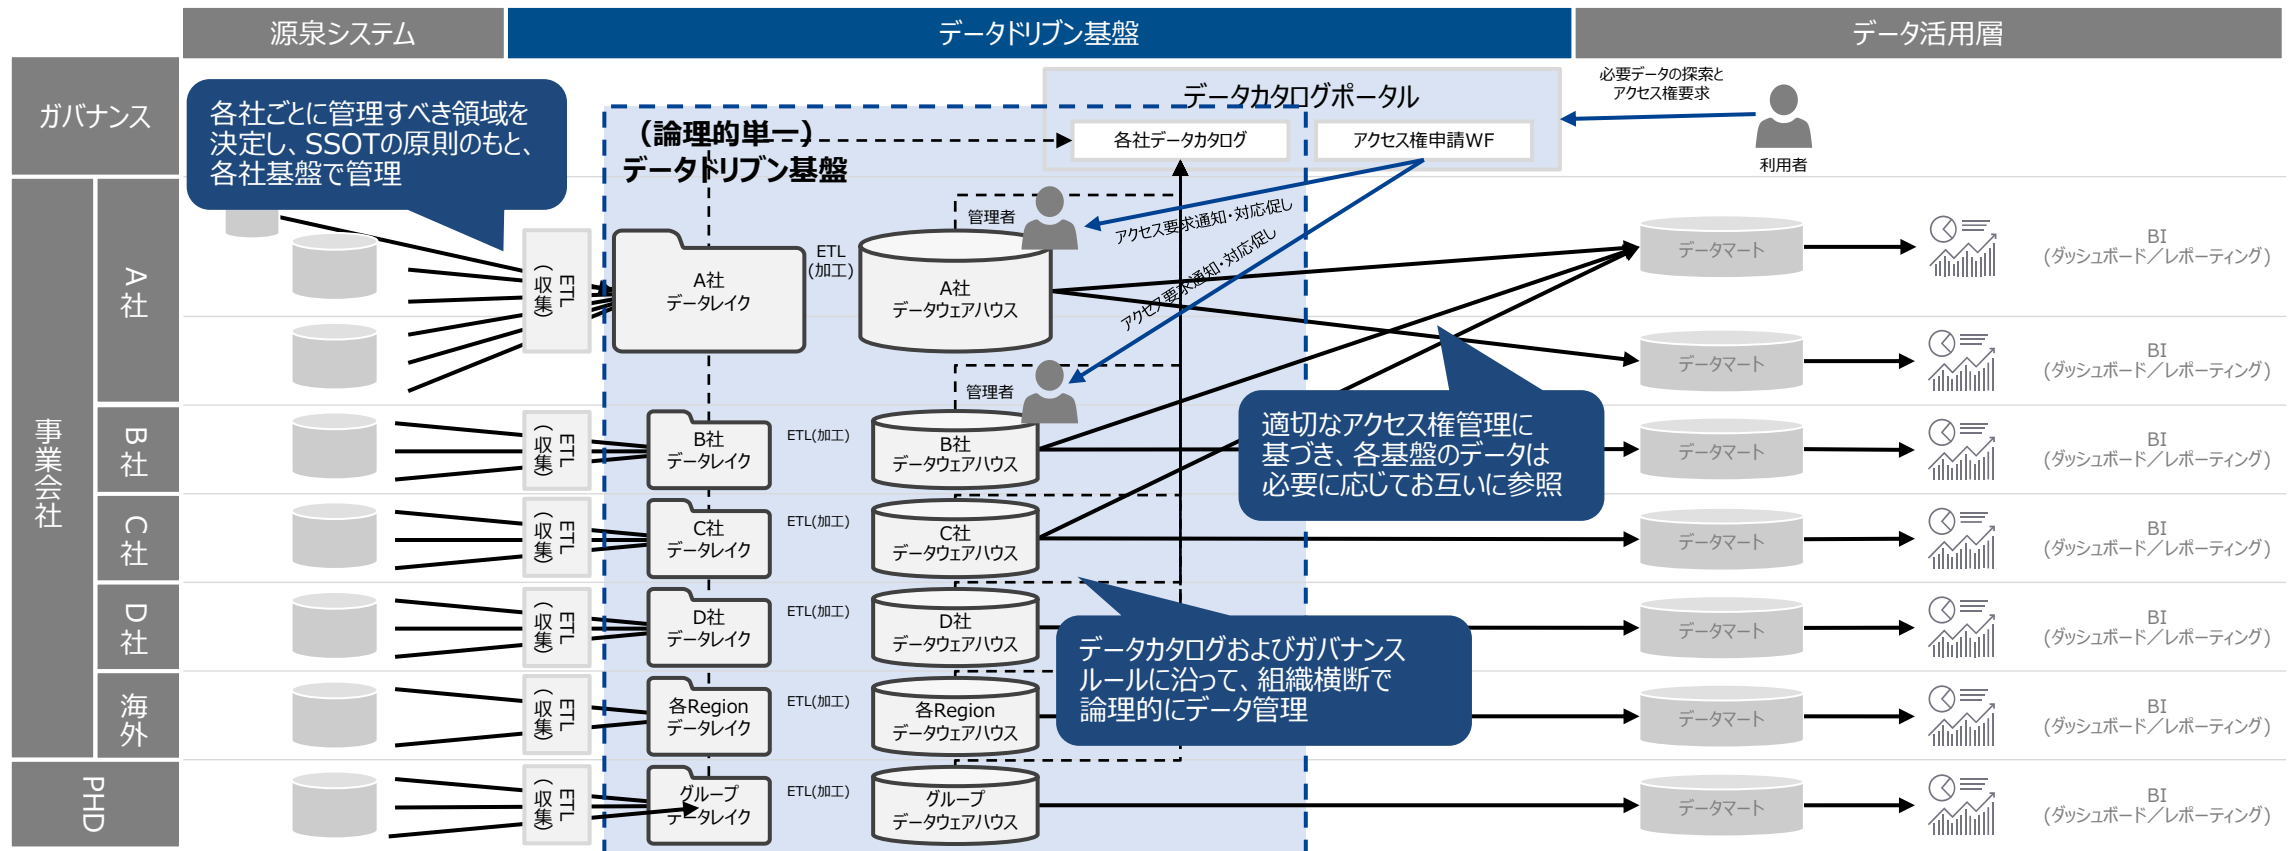 源泉システム
データドリブン基盤
データ活用層
ガバナンス
各社ごとに管理すべき領域を
決定し、SSOTの原則のもと、
各社基盤で管理
（論理的単一）
データドリブン基盤
データカタログポータル
各社データカタログ
アクセス権申請WF
必要データの探索と
アクセス権要求
利用者
事業会社
A社
ETL
（収集）
A社
データレイク
ETL
(加工)
管理者
A社
データウェアハウス
アクセス要求通知・対応促し
アクセス要求通知・対応促し
データマート
BI
(ダッシュボード／レポーティング)
データマート
BI
(ダッシュボード／レポーティング)
管理者
適切なアクセス権管理に
基づき、各基盤のデータは
必要に応じてお互いに参照
B社
ETL
（収集）
B社
データレイク
ETL(加工)
B社
データウェアハウス
データマート
BI
(ダッシュボード／レポーティング)
C社
ETL
（収集）
C社
データレイク
ETL(加工)
C社
データウェアハウス
データマート
BI
(ダッシュボード／レポーティング)
D社
ETL
（収集）
D社
データレイク
ETL(加工)
D社
データウェアハウス
データカタログおよびガバナンス
ルールに沿って、組織横断で
論理的にデータ管理
データマート
BI
(ダッシュボード／レポーティング)
海外
ETL
（収集）
各Region
データレイク
ETL(加工)
各Region
データウェアハウス
データマート
BI
(ダッシュボード／レポーティング)
PHD
ETL
（収集）
グループ
データレイク
ETL(加工)
グループ
データウェアハウス
データマート
BI
(ダッシュボード／レポーティング)